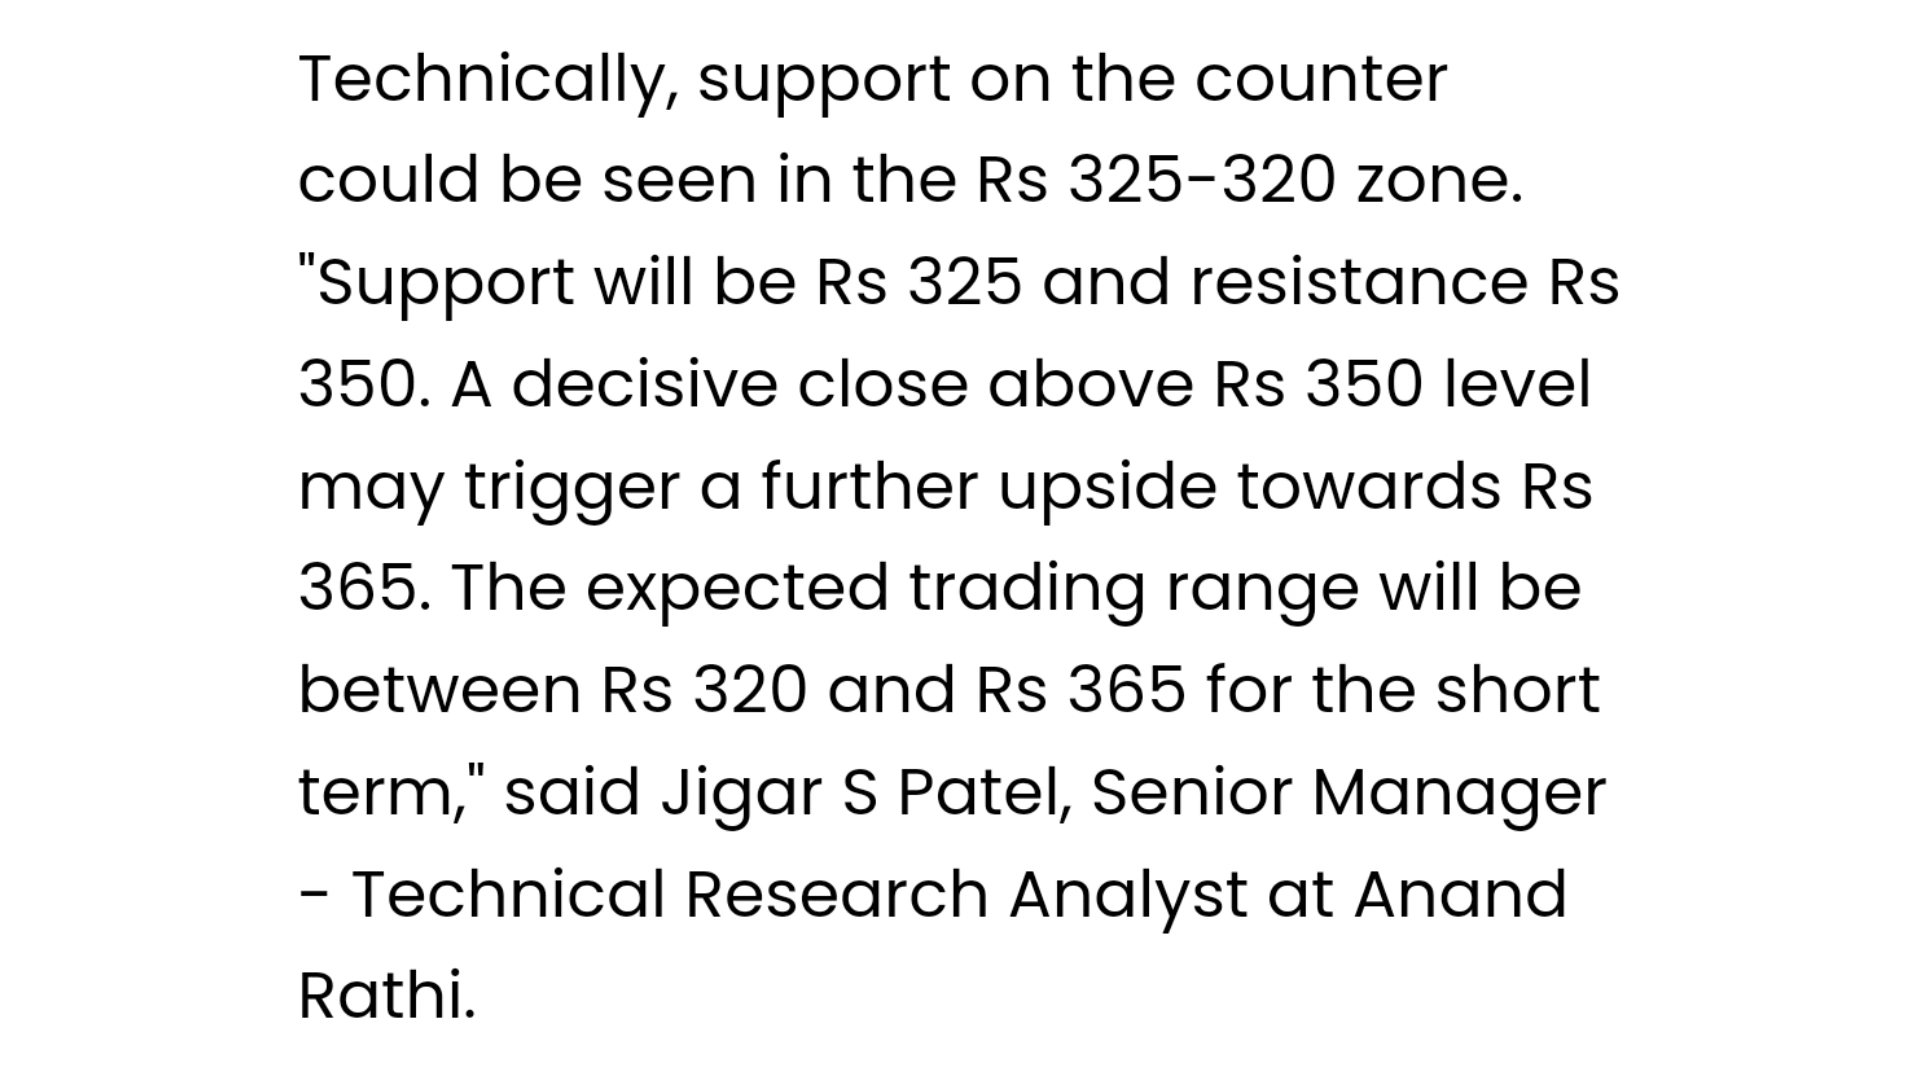 Technically, support on the counter
could be seen in the Rs 325-320 zone.
"Support will be Rs 325 and resistance Rs
350. A decisive close above Rs 350 level
may trigger a further upside towards Rs
365. The expected trading range will be
between Rs 320 and Rs 365 for the short
term," said Jigar S Patel, Senior Manager
- Technical Research Analyst at Anand
Rathi.